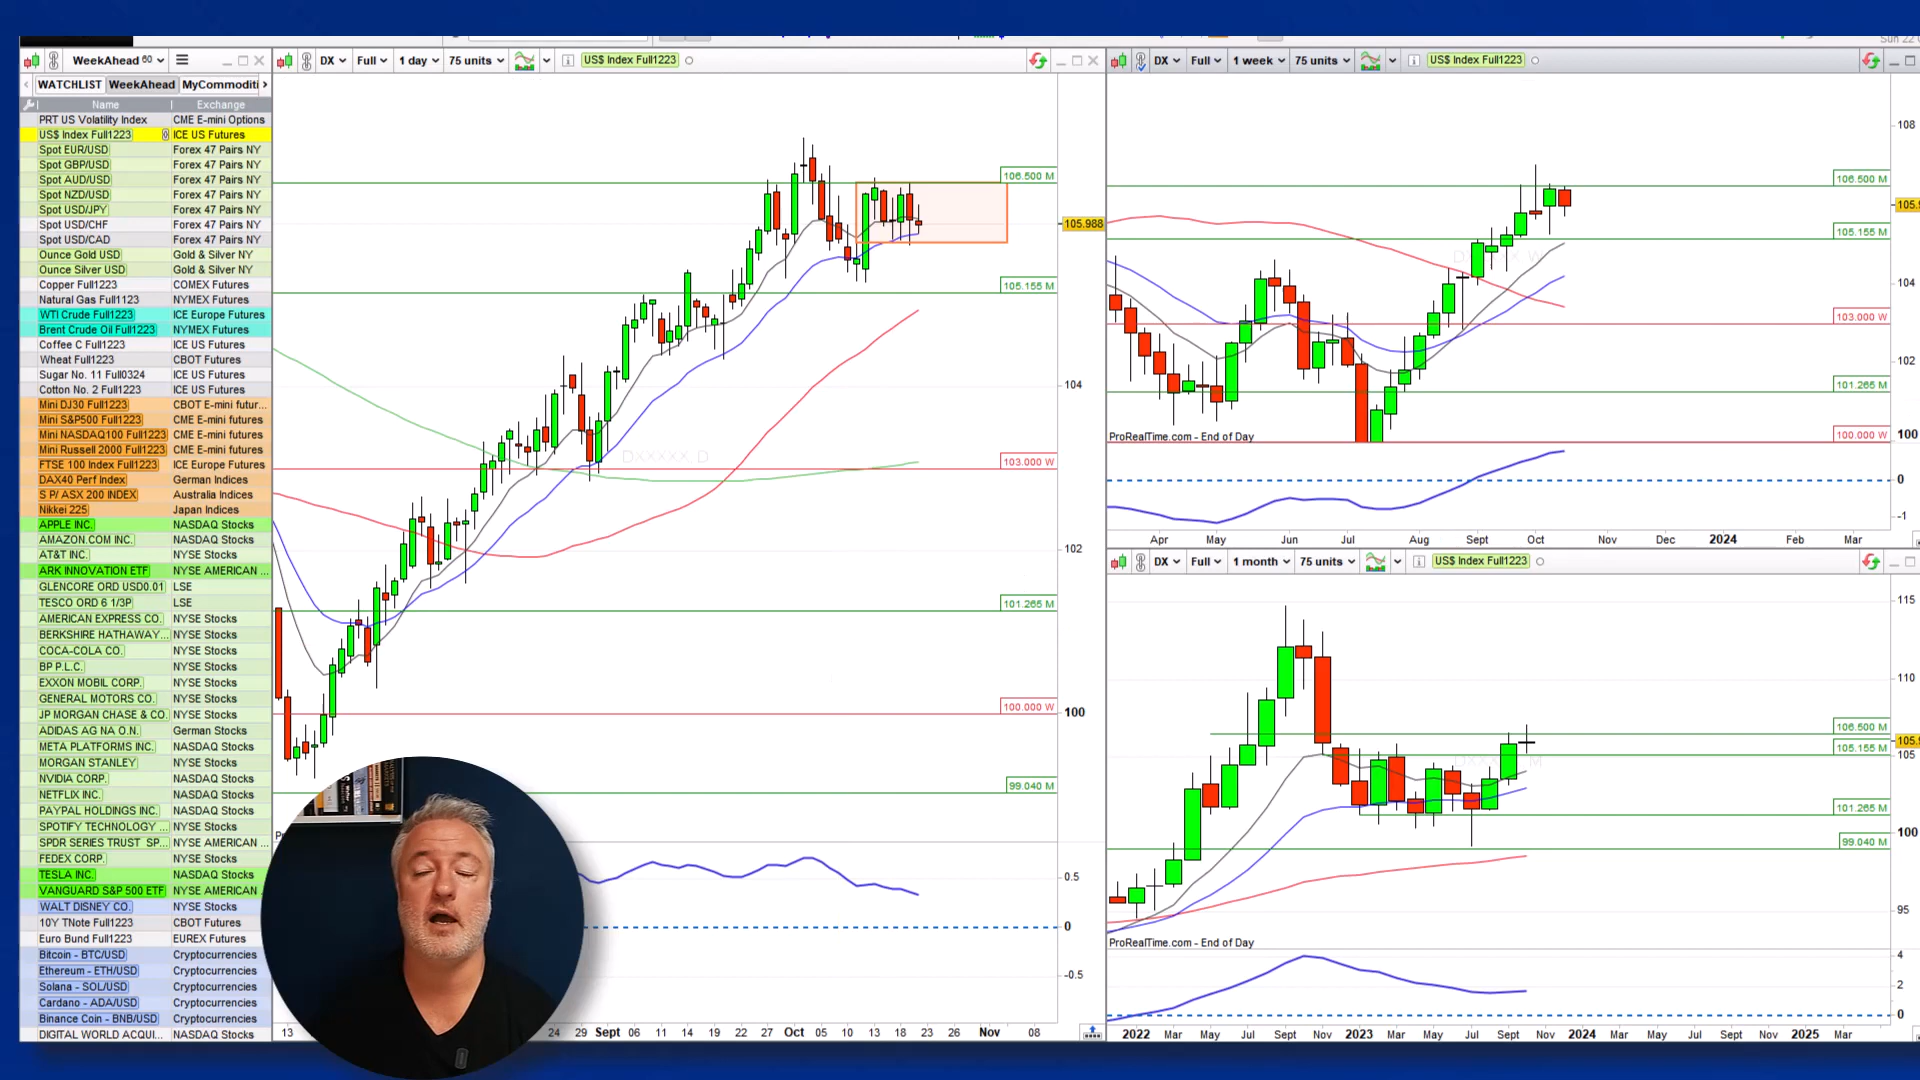 WeekAhead 60
DX Full 1 day 75 units US$ Index Full1223
WATCHLIST WeekAhead MyCommoditi
Name Exchange
PRT US Volatility Index CME E-mini Options
US$ Index Full1223 ICE US Futures
Spot EUR/USD Forex 47 Pairs NY
Spot GBP/USD Forex 47 Pairs NY
Spot AUD/USD Forex 47 Pairs NY
Spot NZD/USD Forex 47 Pairs NY
Spot USD/JPY Forex 47 Pairs NY
Spot USD/CHF Forex 47 Pairs NY
Spot USD/CAD Forex 47 Pairs NY
Ounce Gold USD Gold & Silver NY
Ounce Silver USD Gold & Silver NY
Copper Full1223 COMEX Futures
Natural Gas Full1123 NYMEX Futures
WTI Crude Full1223 ICE Europe Futures
Brent Crude Oil Full1223 NYMEX Futures
Coffee C Full1223 ICE US Futures
Wheat Full1223 CBOT Futures
Sugar No. 11 Full0324 ICE US Futures
Cotton No. 2 Full1223 ICE US Futures
Mini DJ30 Full1223 CBOT E-mini futur...
Mini S&P500 Full1223 CME E-mini futures
Mini NASDAQ100 Full1223 CME E-mini futures
Mini Russell 2000 Full1223 CME E-mini futures
FTSE 100 Index Full1223 ICE Europe Futures
DAX40 Perf Index German Indices
S P/ ASX 200 INDEX Australia Indices
Nikkei 225 Japan Indices
APPLE INC. NASDAQ Stocks
AMAZON.COM INC. NASDAQ Stocks
AT&T INC. NYSE Stocks
ARK INNOVATION ETF NYSE AMERICAN ...
GLENCORE ORD USD0.01 LSE
TESCO ORD 6 1/3P LSE
AMERICAN EXPRESS CO. NYSE Stocks
BERKSHIRE HATHAWAY... NYSE Stocks
COCA-COLA CO. NYSE Stocks
BP P.L.C. NYSE Stocks
EXXON MOBIL CORP. NYSE Stocks
GENERAL MOTORS CO. NYSE Stocks
JP MORGAN CHASE & CO. NYSE Stocks
ADIDAS AG NA O.N. German Stocks
META PLATFORMS INC. NASDAQ Stocks
MORGAN STANLEY NYSE Stocks
NVIDIA CORP. NASDAQ Stocks
NETFLIX INC. NASDAQ Stocks
PAYPAL HOLDINGS INC. NASDAQ Stocks
SPOTIFY TECHNOLOGY ... NYSE Stocks
SPDR SERIES TRUST SP... NYSE AMERICAN ...
FEDEX CORP. NYSE Stocks
TESLA INC. NASDAQ Stocks
VANGUARD S&P 500 ETF NYSE AMERICAN
WALT DISNEY CO. NYSE Stocks
10Y TNote Full1223 CBOT Futures
Euro Bund Full1223 EUREX Futures
Bitcoin - BTC/USD Cryptocurrencies
Ethereum - ETH/USD Cryptocurrencies
Solana - SOL/USD Cryptocurrencies
Cardano - ADA/USD Cryptocurrencies
Binance Coin - BNB/USD Cryptocurrencies
DIGITAL WORLD ACQUI... NASDAQ Stocks
106.500 M
105.988
105.155 M
104
DXXXXX D
103.000 W
102
101.265 M
100.000 W
100
99.040 M
0.5
0
-0.5
13 24 29 Sept 06 11 14 19 22 27 Oct 05 10 13 18 23 26 Nov 08
DX Full 1 week 75 units US$ Index Full1223
108
106.500 M
105.9
105.155 M
104
103.000 W
102
101.265 M
100
100.000 W
ProRealTime.com - End of Day
0
-1
Apr May Jun Jul Aug Sept Oct Nov Dec 2024 Feb Mar
DX Full 1 month 75 units US$ Index Full1223
115
110
106.500 M
105.9
105.155 M
101.265 M
100
99.040 M
95
ProRealTime.com - End of Day
4
2
0
2022 Mar May Jul Sept Nov 2023 Mar May Jul Sept Nov 2024 Mar May Jul Sept Nov 2025 Mar